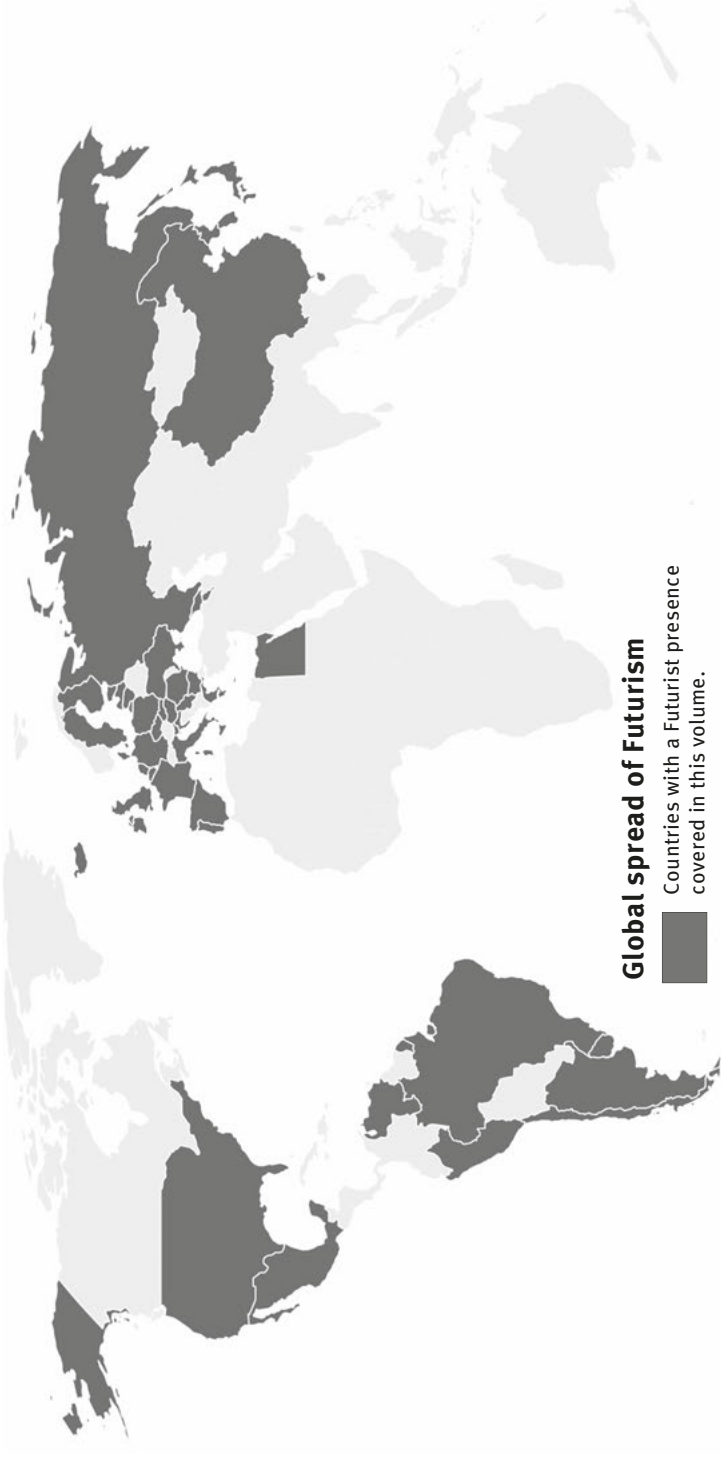 Global spread of Futurism
Countries with a Futurist presence
covered in this volume.